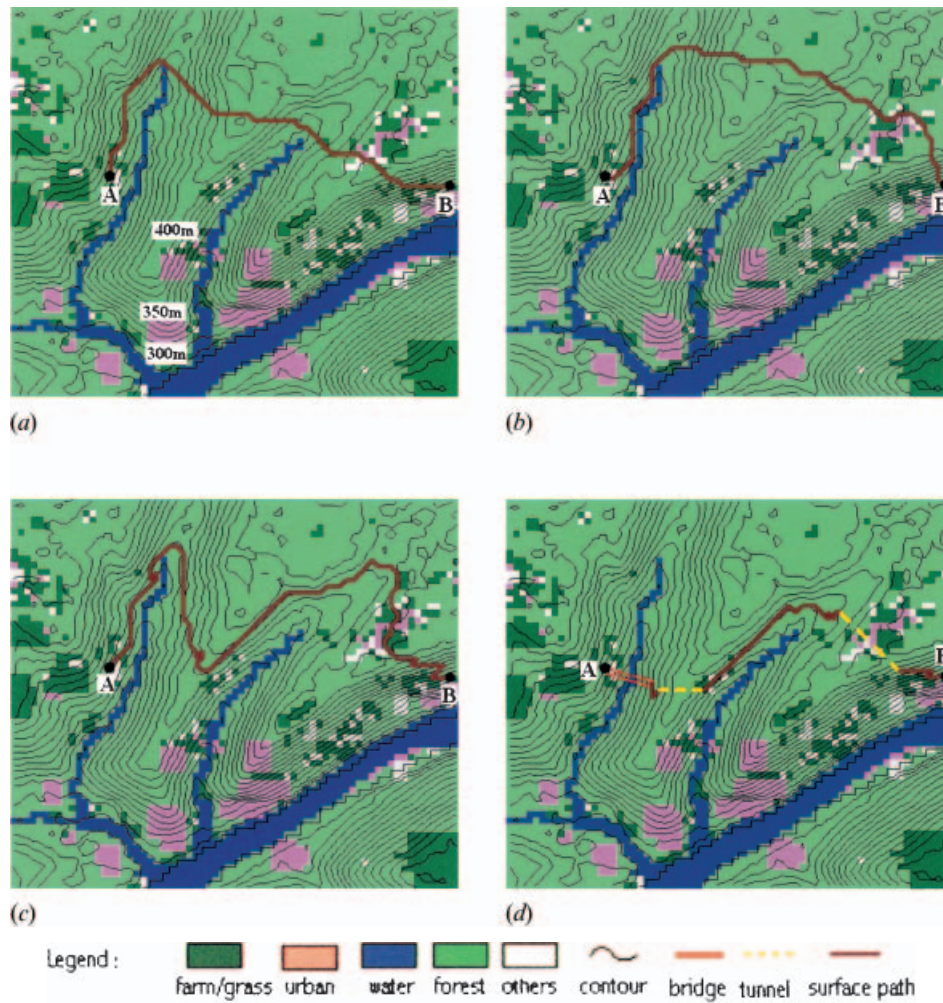 A
B
400m
350m
300m
(a)
A
B
(b)
A
B
(c)
A
B
(d)
Legend :
farm/grass urban water forest others contour bridge tunnel surface path